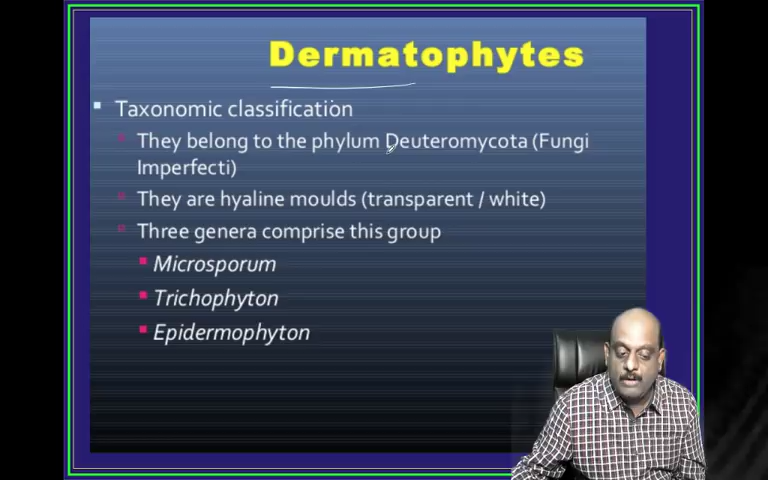 Dermatophytes
Taxonomic classification
They belong to the phylum Deuteromycota (Fungi
Imperfecti)
They are hyaline moulds (transparent / white)
Three genera comprise this group
Microsporum
Trichophyton
Epidermophyton